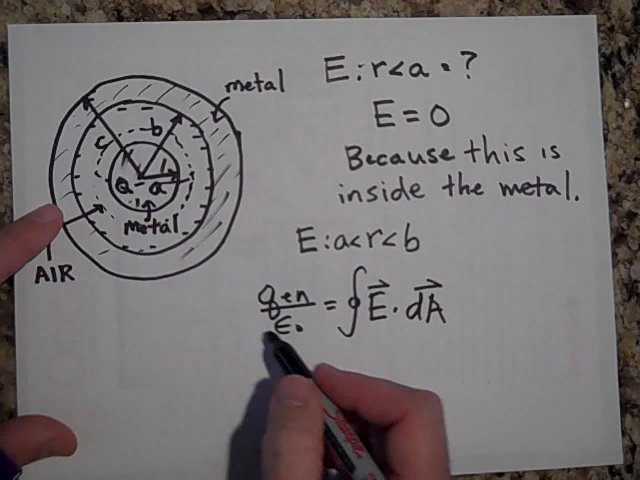 E: r<a = ?
metal
E = 0
Because this is
inside the metal.
c
b
a
metal
AIR
E: a<r<b
qen/ε₀ = ∮ E⃗ · dA⃗